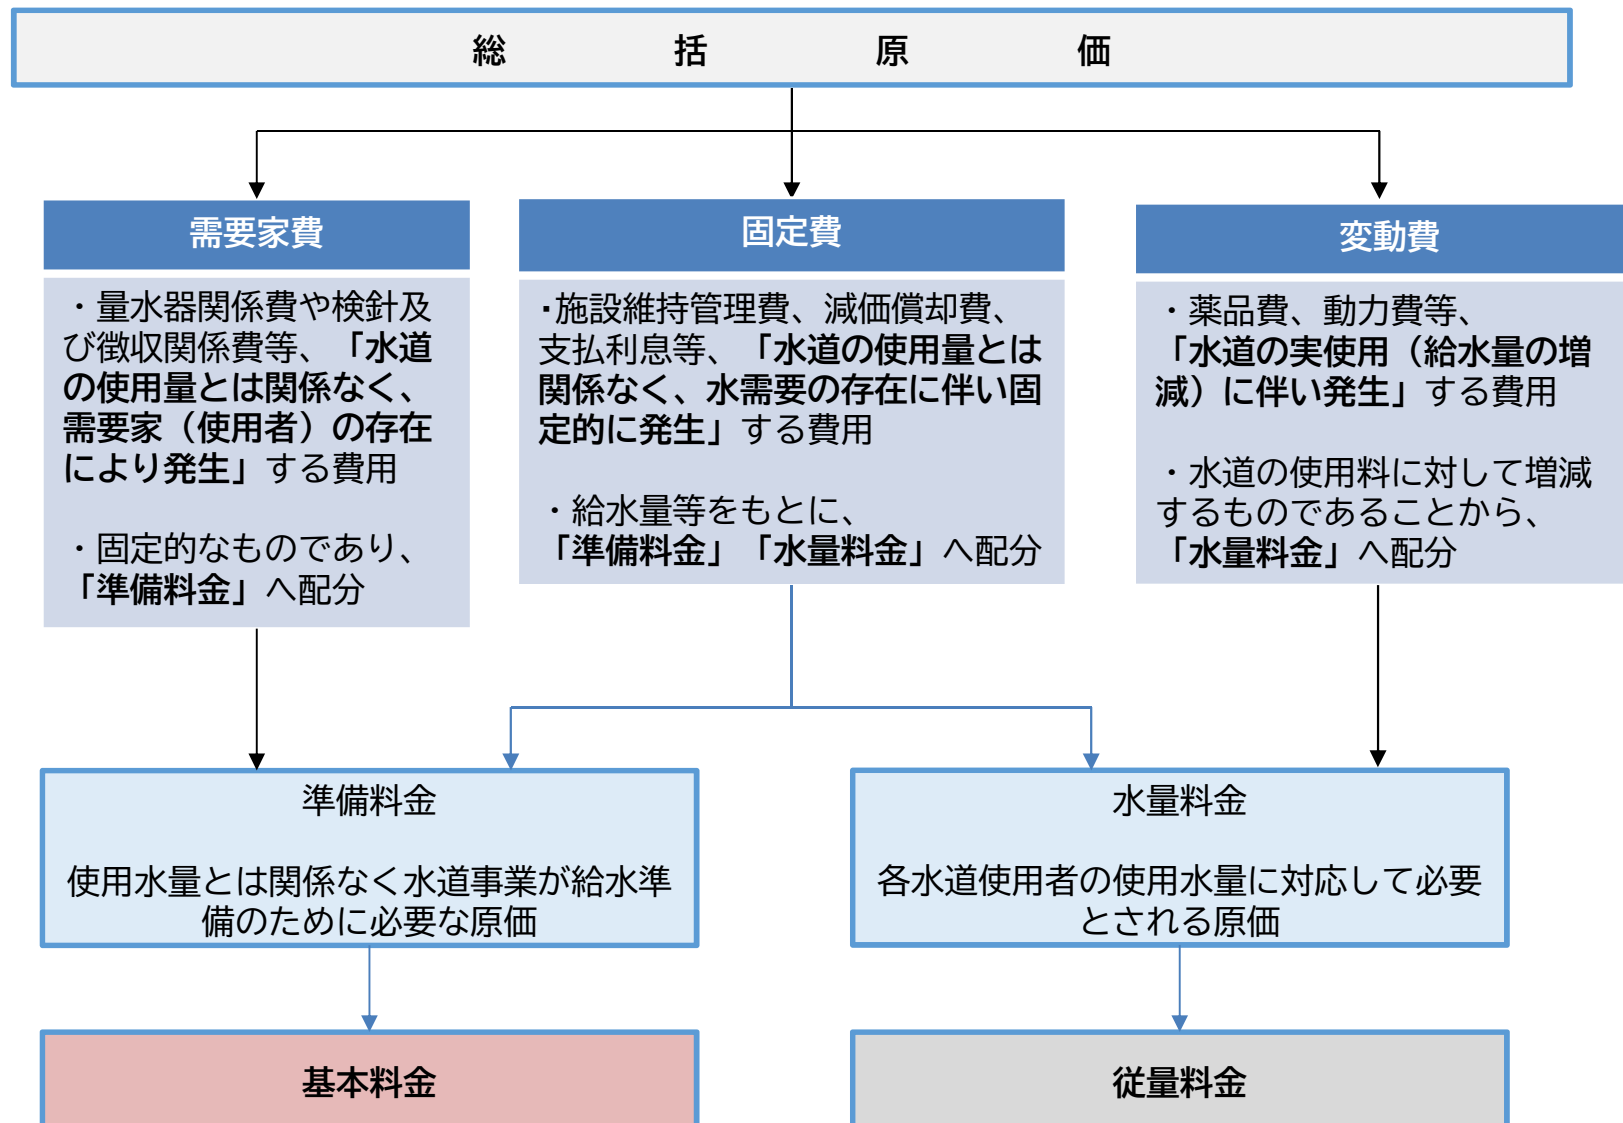 総括原価
需要家費
・量水器関係費や検針及
び徴収関係費等、「水道
の使用量とは関係なく、
需要家（使用者）の存在
により発生」する費用
・固定的なものであり、
「準備料金」へ配分
固定費
・施設維持管理費、減価償却費、
支払利息等、「水道の使用量とは
関係なく、水需要の存在に伴い固
定的に発生」する費用
・給水量等をもとに、
「準備料金」「水量料金」へ配分
変動費
・薬品費、動力費等、
「水道の実使用（給水量の増
減）に伴い発生」する費用
・水道の使用料に対して増減
するものであることから、
「水量料金」へ配分
準備料金
使用水量とは関係なく水道事業が給水準
備のために必要な原価
水量料金
各水道使用者の使用水量に対応して必要
とされる原価
基本料金
従量料金